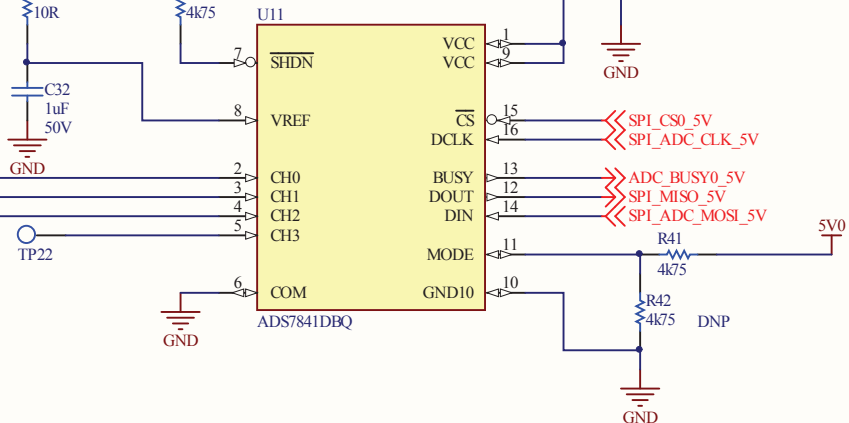 10R
4k75
U11
C32
1uF
50V
GND
7
SHDN
8
VREF
2
CH0
3
CH1
4
CH2
5
CH3
TP22
6
COM
GND
VCC
1
VCC
9
GND
CS
15
SPI_CS0_5V
DCLK
16
SPI_ADC_CLK_5V
BUSY
13
ADC_BUSY0_5V
DOUT
12
SPI_MISO_5V
DIN
14
SPI_ADC_MOSI_5V
MODE
11
R41
4k75
5V0
GND10
10
R42
4k75
DNP
ADS7841DBQ
GND